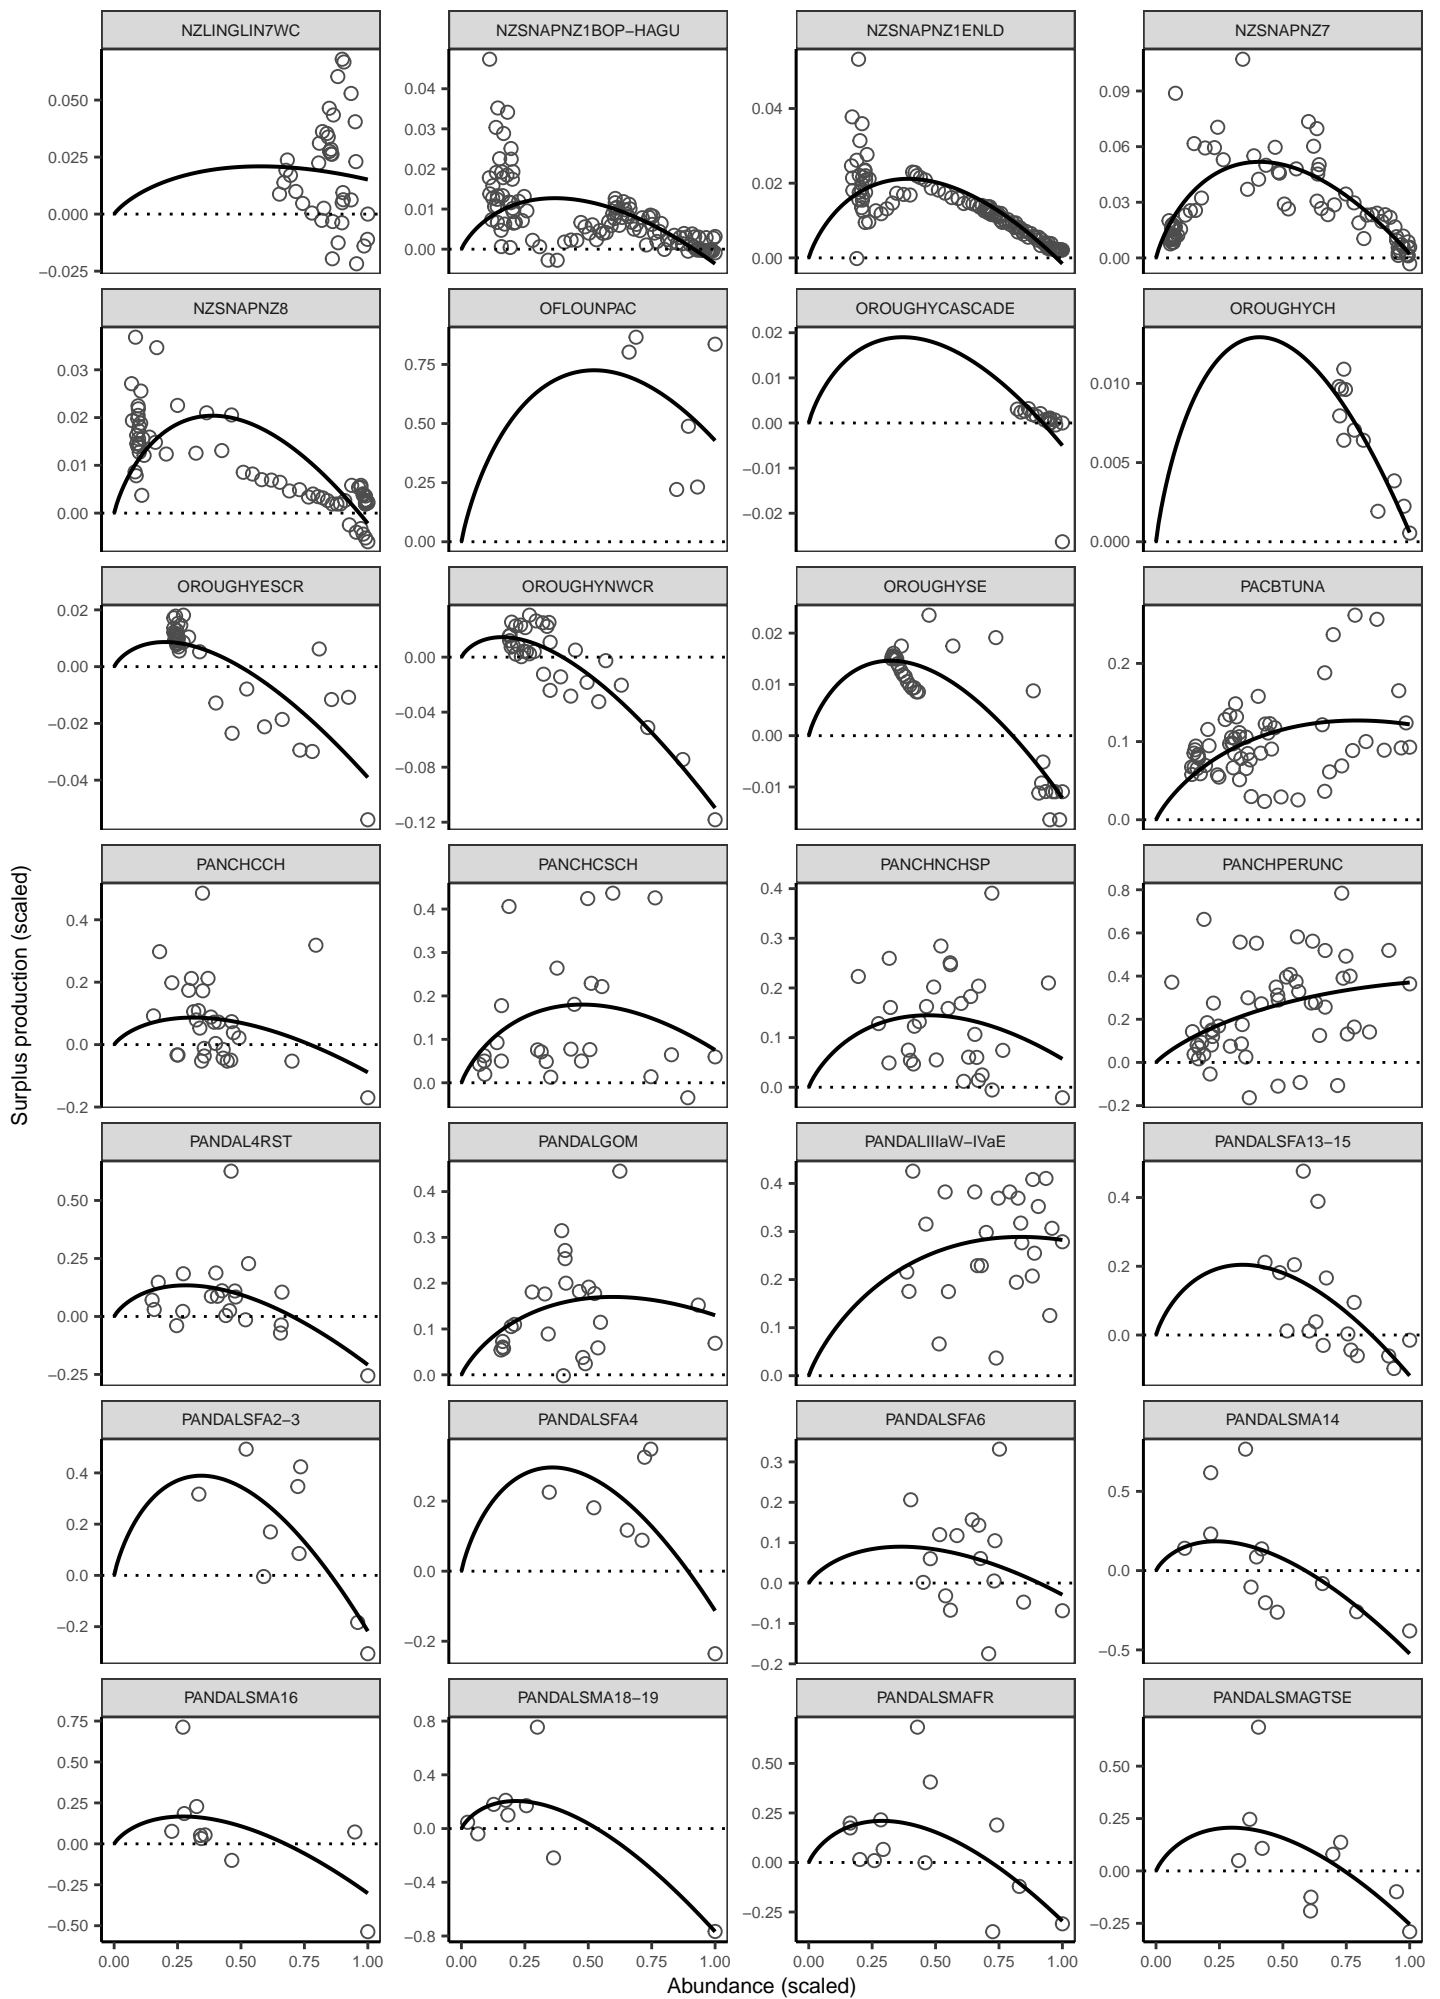 NZLINGLIN7WC NZSNAPNZ1BOP−HAGU NZSNAPNZ1ENLD NZSNAPNZ7
0.050 0.04 0.04 0.09
0.025 0.03 0.06
0.000 0.02 0.02 0.03
−0.025 0.01 0.00 0.00
0.00
NZSNAPNZ8 OFLOUNPAC OROUGHYCASCADE OROUGHYCH
0.03 0.75 0.02 0.010
0.02 0.50 0.01 0.005
0.01 0.25 0.00 0.000
0.00 0.00 −0.01
−0.02
OROUGHYESCR OROUGHYNWCR OROUGHYSE PACBTUNA
0.02 0.00 0.02 0.2
0.00 −0.04 0.01 0.1
−0.02 −0.08 0.00 0.0
−0.04 −0.12 −0.01
Surplus production (scaled)
PANCHCCH PANCHCSCH PANCHNCHSP PANCHPERUNC
0.4 0.4 0.4 0.8
0.2 0.3 0.3 0.6
0.0 0.2 0.2 0.4
−0.2 0.1 0.1 0.2
0.0 0.0 0.0
−0.2
PANDAL4RST PANDALGOM PANDALIIIaW−IVaE PANDALSFA13−15
0.50 0.4 0.4 0.4
0.25 0.3 0.3 0.2
0.00 0.2 0.2 0.0
−0.25 0.1 0.1
0.0 0.0
PANDALSFA2−3 PANDALSFA4 PANDALSFA6 PANDALSMA14
0.4 0.2 0.3 0.5
0.2 0.0 0.2 0.0
0.0 −0.2 0.1 −0.5
−0.2 0.0
−0.1
−0.2
PANDALSMA16 PANDALSMA18−19 PANDALSMAFR PANDALSMAGTSE
0.75 0.8 0.50 0.50
0.50 0.4 0.25 0.25
0.25 0.0 0.00 0.00
0.00 −0.4 −0.25 −0.25
−0.25 −0.8
−0.50
0.00 0.25 0.50 0.75 1.00 0.00 0.25 0.50 0.75 1.00 0.00 0.25 0.50 0.75 1.00 0.00 0.25 0.50 0.75 1.00
Abundance (scaled)